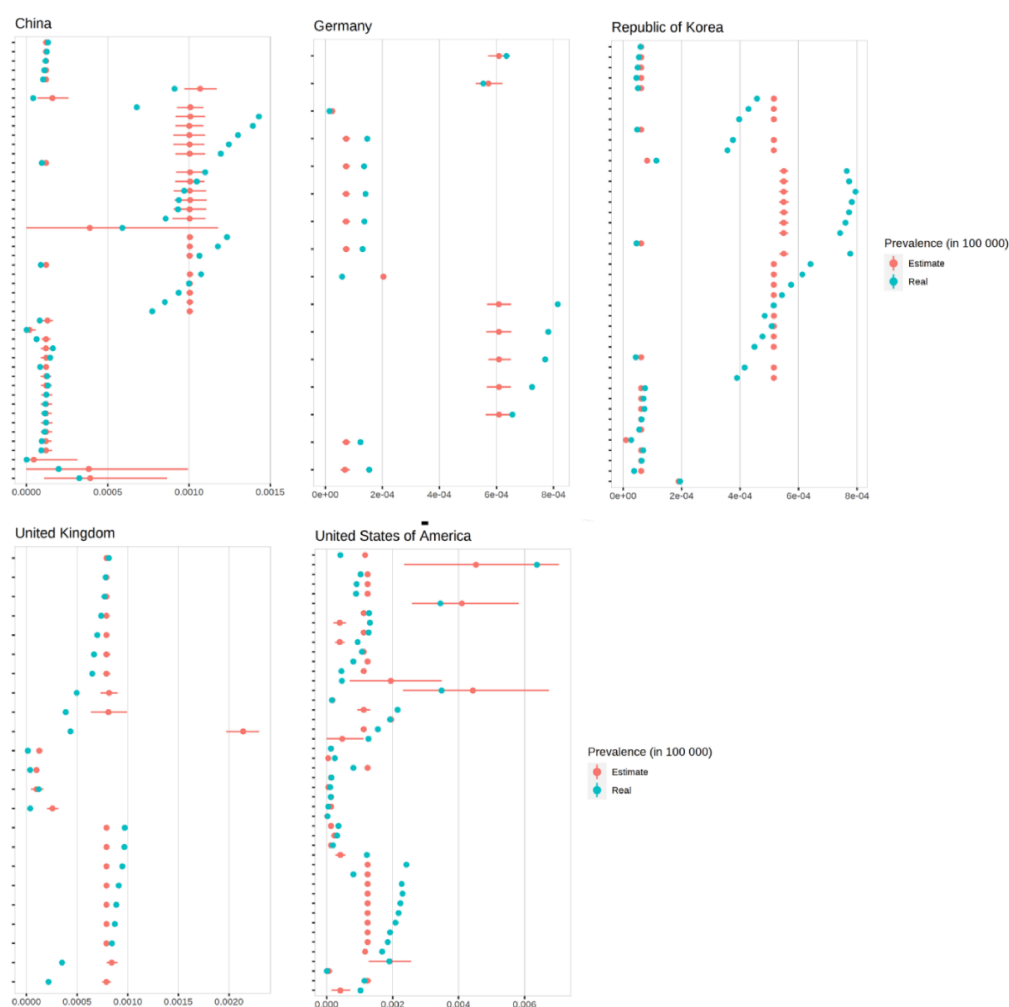 China
Germany
Republic of Korea
Prevalence (in 100 000)
Estimate
Real
0.0000 0.0005 0.0010 0.0015
0e+00 2e-04 4e-04 6e-04 8e-04
0e+00 2e-04 4e-04 6e-04 8e-04
United Kingdom
United States of America
Prevalence (in 100 000)
Estimate
Real
0.0000 0.0005 0.0010 0.0015 0.0020
0.000 0.002 0.004 0.006